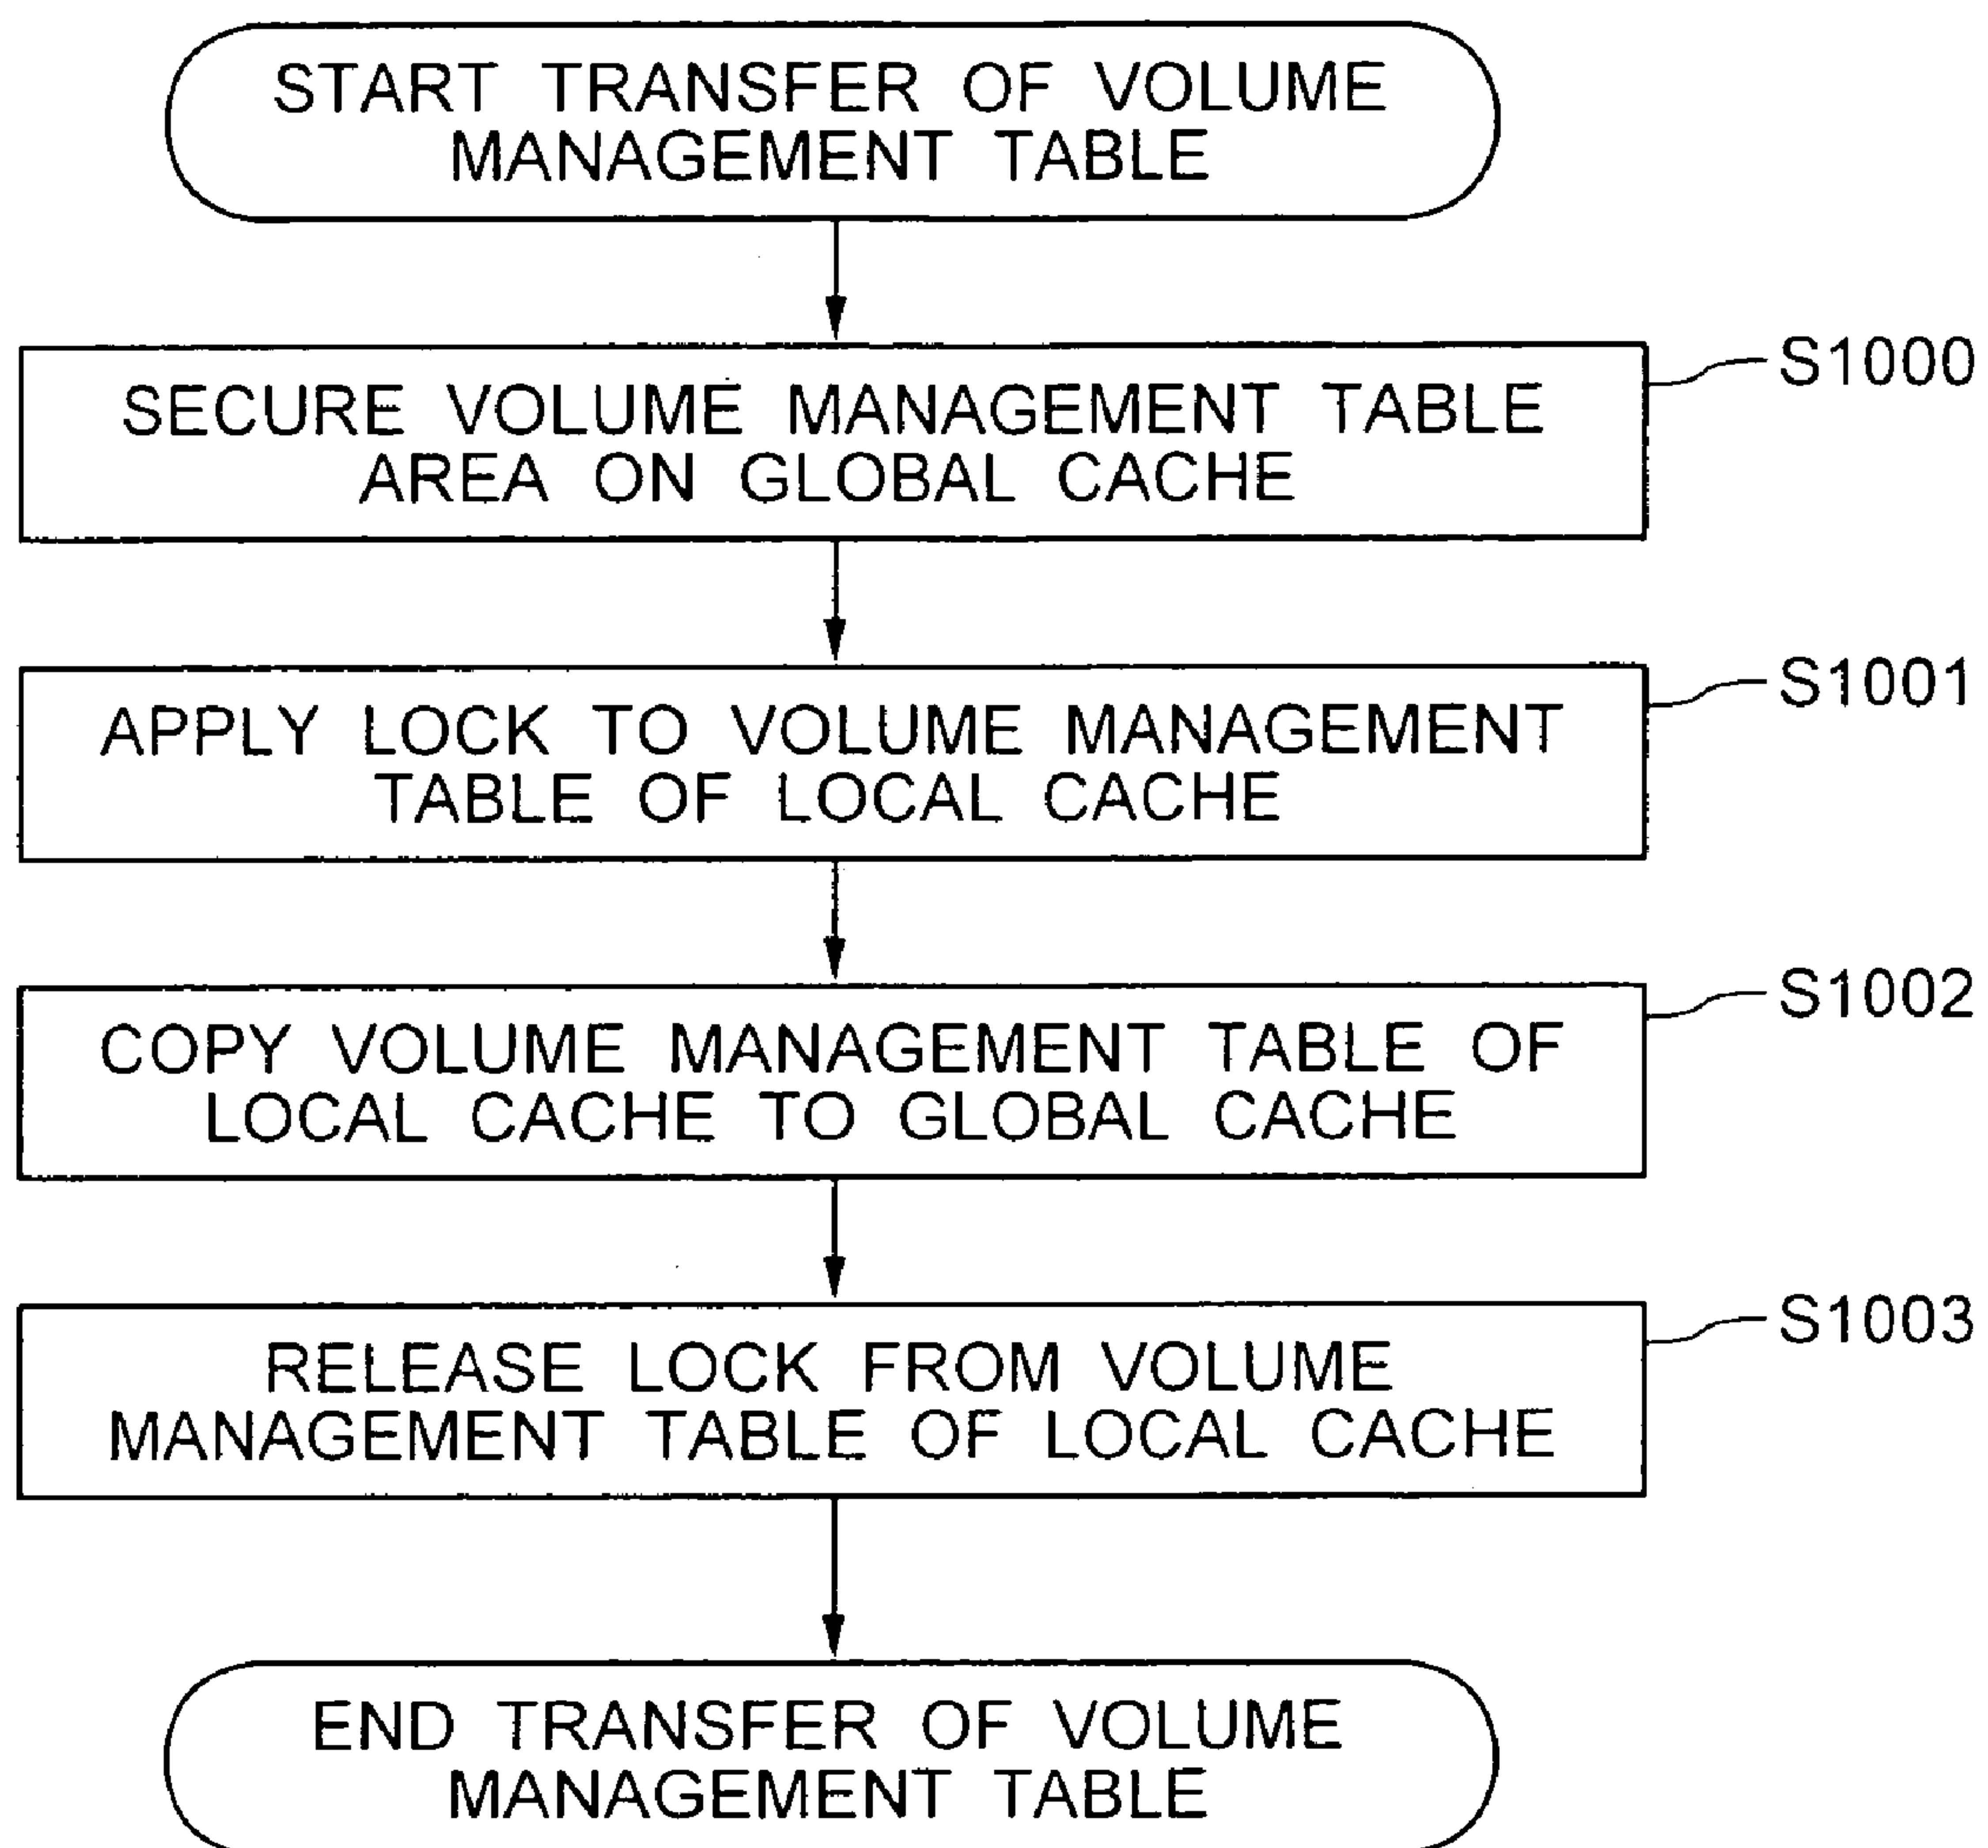 START TRANSFER OF VOLUME
MANAGEMENT TABLE
SECURE VOLUME MANAGEMENT TABLE
AREA ON GLOBAL CACHE
S1000
APPLY LOCK TO VOLUME MANAGEMENT
TABLE OF LOCAL CACHE
S1001
COPY VOLUME MANAGEMENT TABLE OF
LOCAL CACHE TO GLOBAL CACHE
S1002
RELEASE LOCK FROM VOLUME
MANAGEMENT TABLE OF LOCAL CACHE
S1003
END TRANSFER OF VOLUME
MANAGEMENT TABLE